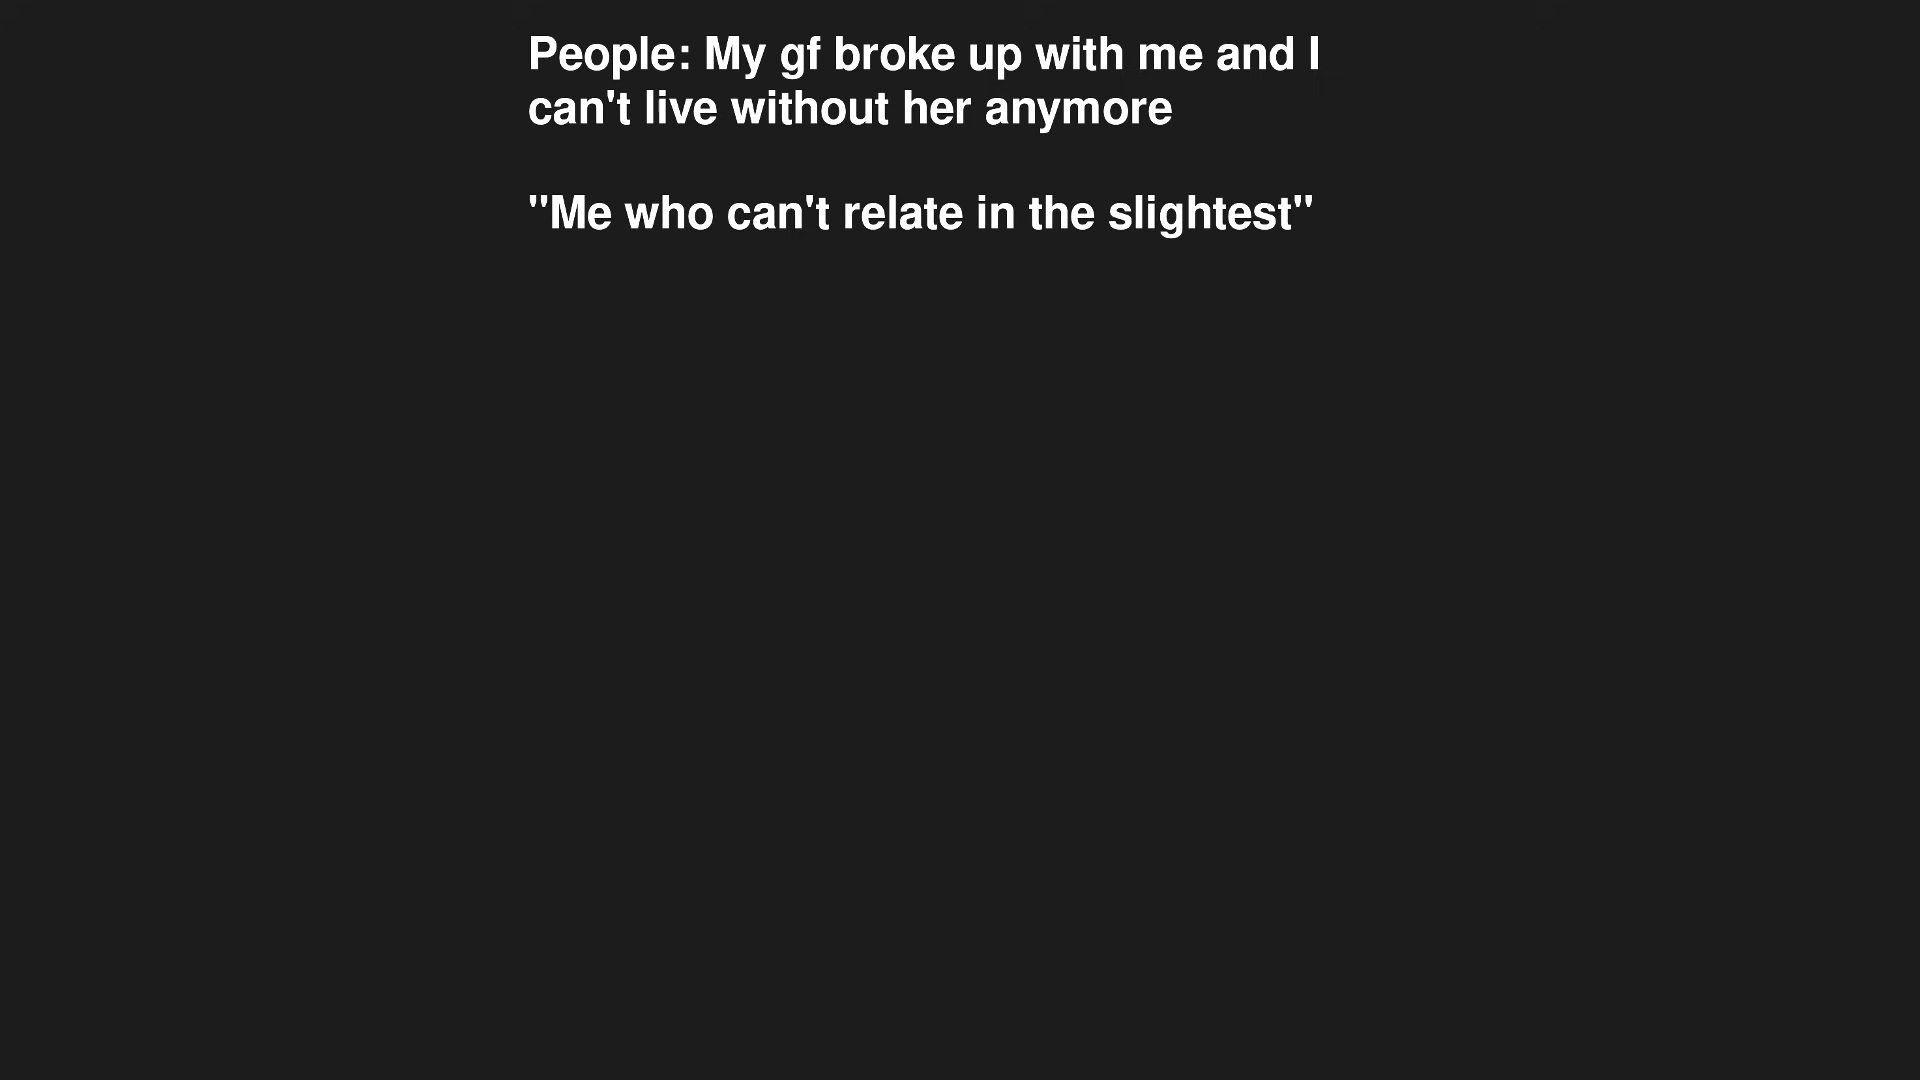 People: My gf broke up with me and I
can't live without her anymore
"Me who can't relate in the slightest"